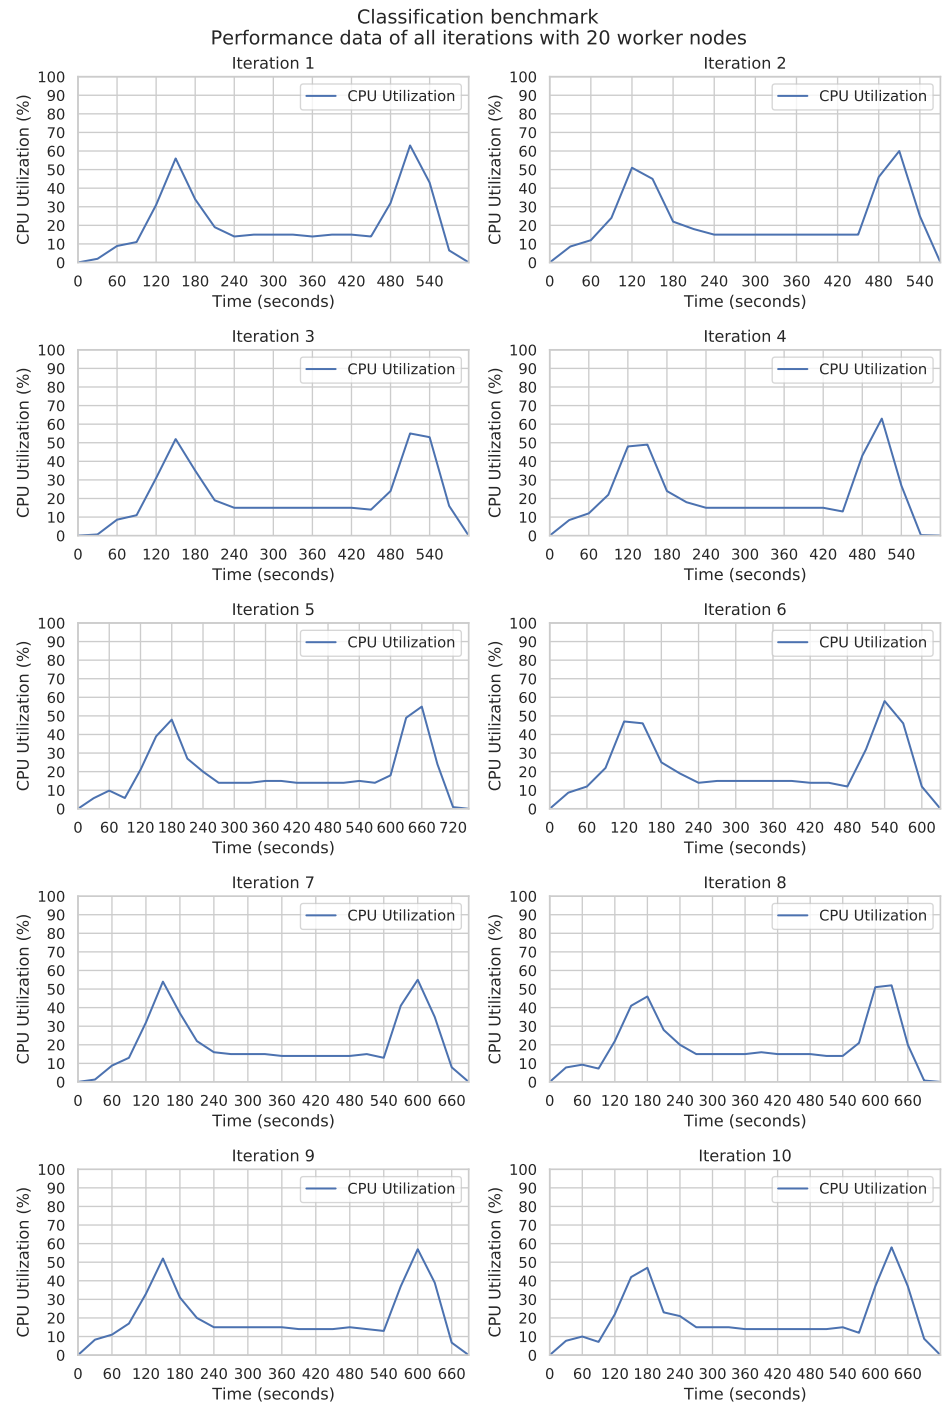 Classification benchmark
Performance data of all iterations with 20 worker nodes
Iteration 1
CPU Utilization
CPU Utilization (%)
100
90
80
70
60
50
40
30
20
10
0
0 60 120 180 240 300 360 420 480 540
Time (seconds)
Iteration 2
CPU Utilization
CPU Utilization (%)
100
90
80
70
60
50
40
30
20
10
0
0 60 120 180 240 300 360 420 480 540
Time (seconds)
Iteration 3
CPU Utilization
CPU Utilization (%)
100
90
80
70
60
50
40
30
20
10
0
0 60 120 180 240 300 360 420 480 540
Time (seconds)
Iteration 4
CPU Utilization
CPU Utilization (%)
100
90
80
70
60
50
40
30
20
10
0
0 60 120 180 240 300 360 420 480 540
Time (seconds)
Iteration 5
CPU Utilization
CPU Utilization (%)
100
90
80
70
60
50
40
30
20
10
0
0 60 120 180 240 300 360 420 480 540 600 660 720
Time (seconds)
Iteration 6
CPU Utilization
CPU Utilization (%)
100
90
80
70
60
50
40
30
20
10
0
0 60 120 180 240 300 360 420 480 540 600
Time (seconds)
Iteration 7
CPU Utilization
CPU Utilization (%)
100
90
80
70
60
50
40
30
20
10
0
0 60 120 180 240 300 360 420 480 540 600 660
Time (seconds)
Iteration 8
CPU Utilization
CPU Utilization (%)
100
90
80
70
60
50
40
30
20
10
0
0 60 120 180 240 300 360 420 480 540 600 660
Time (seconds)
Iteration 9
CPU Utilization
CPU Utilization (%)
100
90
80
70
60
50
40
30
20
10
0
0 60 120 180 240 300 360 420 480 540 600 660
Time (seconds)
Iteration 10
CPU Utilization
CPU Utilization (%)
100
90
80
70
60
50
40
30
20
10
0
0 60 120 180 240 300 360 420 480 540 600 660
Time (seconds)